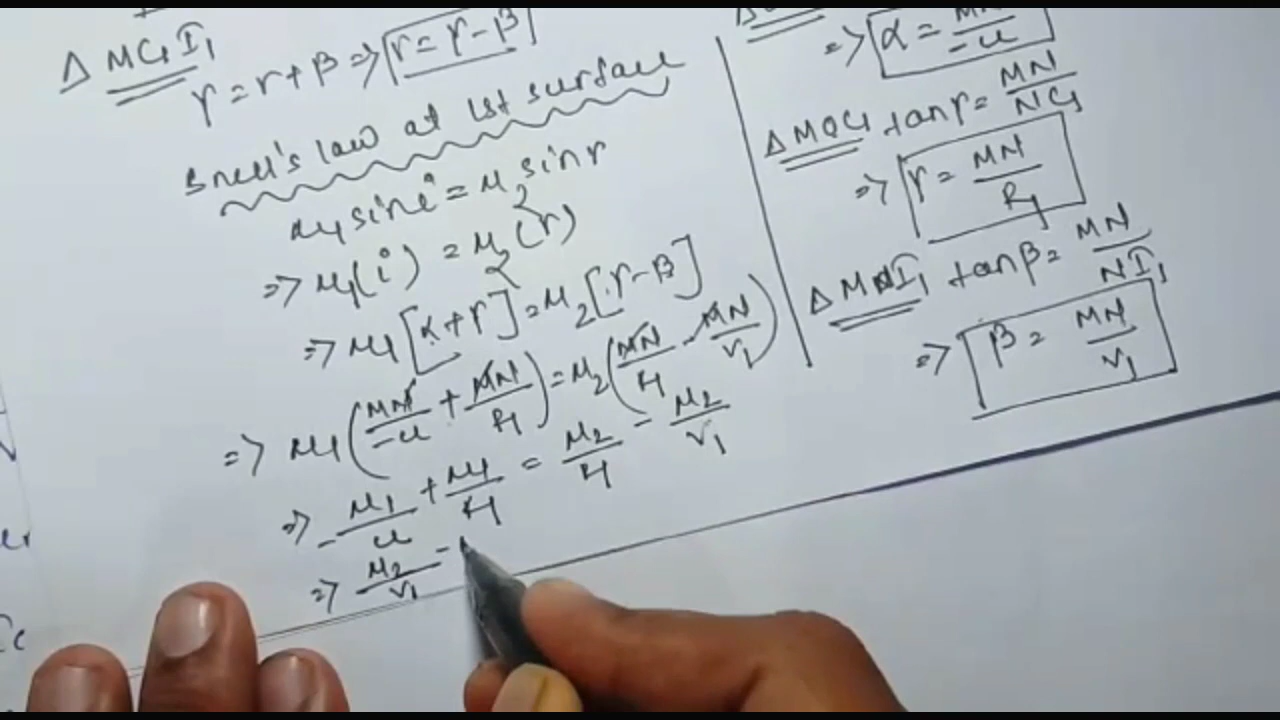 Δ MC₁I₁
γ = r + β => r = γ - β
Snell's law at 1st surface
μ₁ sin i = μ₂ sin r
=> μ₁(i) = μ₂(r)
=> μ₁[α + γ] = μ₂[γ - β]
=> μ₁(MN/-u + MN/R₁) = μ₂(MN/R₁ - MN/v₁)
=> -μ₁/u + μ₁/R₁ = μ₂/R₁ - μ₂/v₁
=> μ₂/v₁ -
=> α = MN/-u
Δ MOC₁ tan γ = MN/NC₁
=> γ = MN/R₁
Δ MNI₁ tan β = MN/NI₁
=> β = MN/v₁